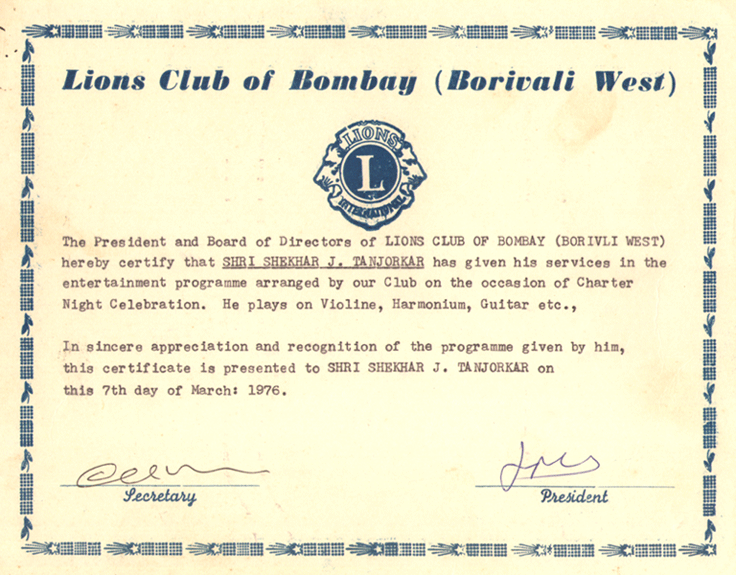 Lions Club of Bombay (Borivali West)
LIONS
L
INTERNATIONAL
The President and Board of Directors of LIONS CLUB OF BOMBAY (BORIVLI WEST)
hereby certify that SHRI SHEKHAR J. TANJORKAR has given his services in the
entertainment programme arranged by our Club on the occasion of Charter
Night Celebration. He plays on Violine, Harmonium, Guitar etc.,
In sincere appreciation and recognition of the programme given by him,
this certificate is presented to SHRI SHEKHAR J. TANJORKAR on
this 7th day of March: 1976.
Secretary
President